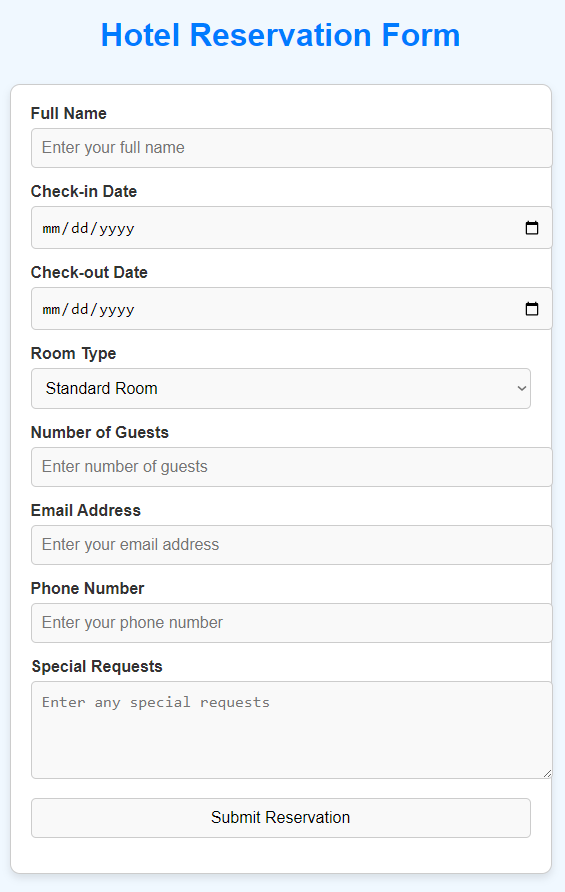 Hotel Reservation Form
Full Name
Enter your full name
Check-in Date
mm/dd/yyyy
Check-out Date
mm/dd/yyyy
Room Type
Standard Room
Number of Guests
Enter number of guests
Email Address
Enter your email address
Phone Number
Enter your phone number
Special Requests
Enter any special requests
Submit Reservation